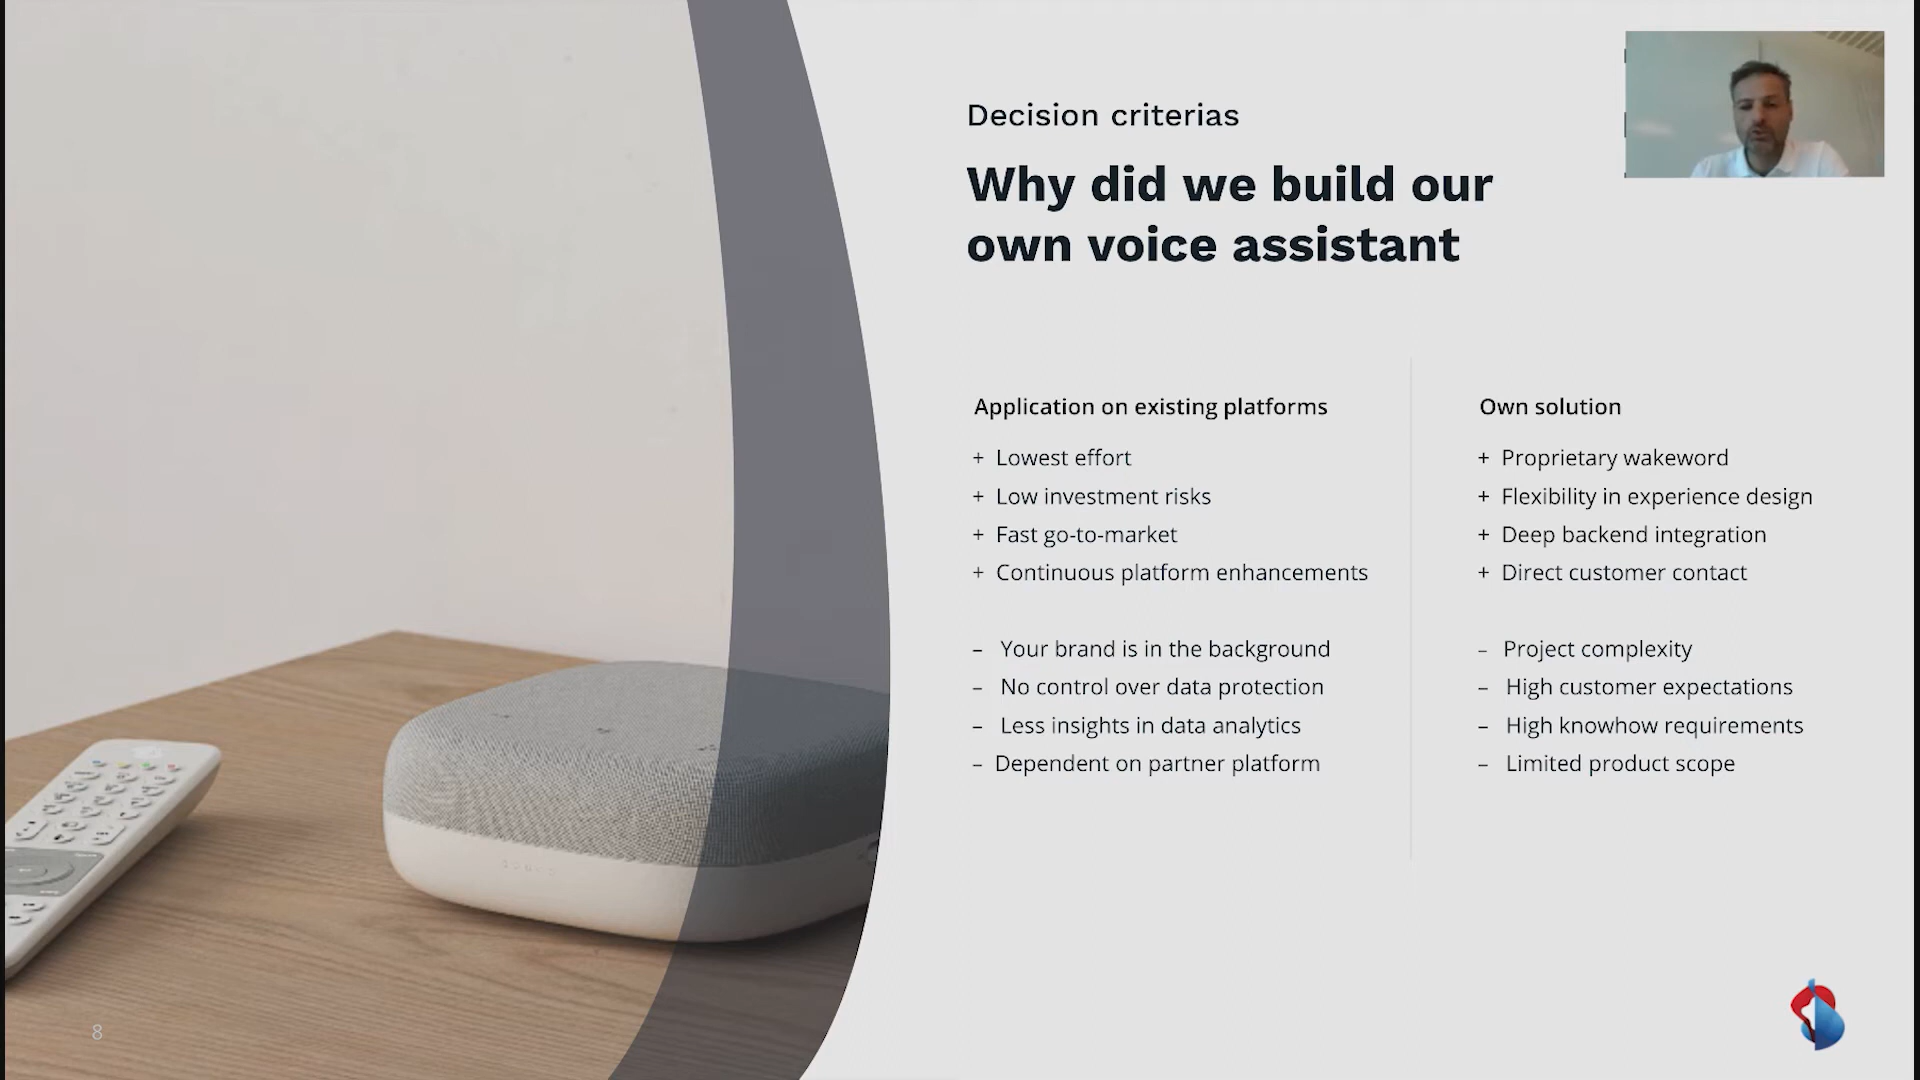 Decision criterias
Why did we build our
own voice assistant
Application on existing platforms
+ Lowest effort
+ Low investment risks
+ Fast go-to-market
+ Continuous platform enhancements
– Your brand is in the background
– No control over data protection
– Less insights in data analytics
– Dependent on partner platform
Own solution
+ Proprietary wakeword
+ Flexibility in experience design
+ Deep backend integration
+ Direct customer contact
– Project complexity
– High customer expectations
– High knowhow requirements
– Limited product scope
8